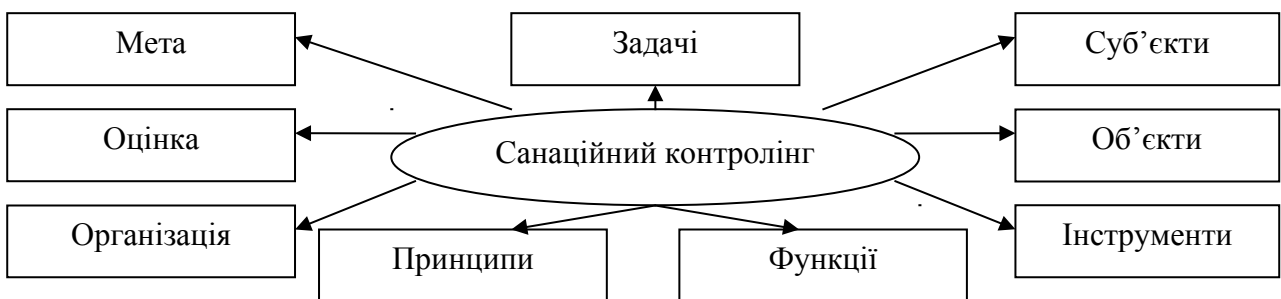 Мета
Задачі
Суб’єкти
Оцінка
Санаційний контролінг
Об’єкти
Організація
Принципи
Функції
Інструменти